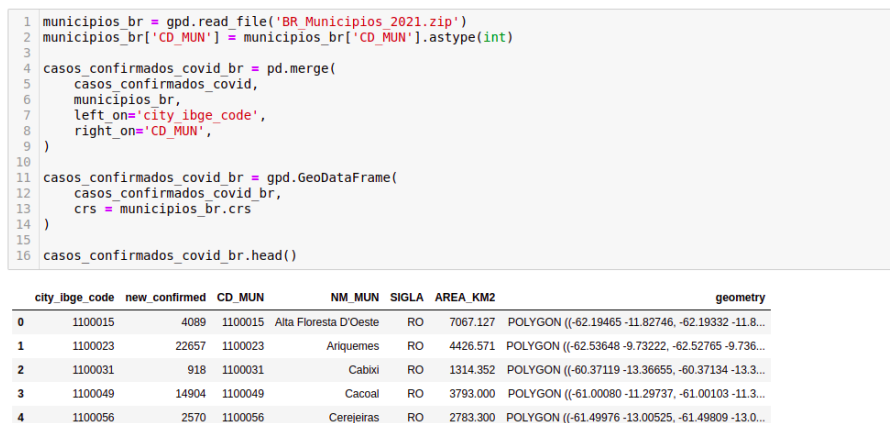 1 municipios_br = gpd.read_file('BR_Municipios_2021.zip')
2 municipios_br['CD_MUN'] = municipios_br['CD_MUN'].astype(int)
3
4 casos_confirmados_covid_br = pd.merge(
5     casos_confirmados_covid,
6     municipios_br,
7     left_on='city_ibge_code',
8     right_on='CD_MUN',
9 )
10
11 casos_confirmados_covid_br = gpd.GeoDataFrame(
12     casos_confirmados_covid_br,
13     crs = municipios_br.crs
14 )
15
16 casos_confirmados_covid_br.head()
city_ibge_code new_confirmed CD_MUN NM_MUN SIGLA AREA_KM2 geometry
0 1100015 4089 1100015 Alta Floresta D'Oeste RO 7067.127 POLYGON ((-62.19465 -11.82746, -62.19332 -11.8...
1 1100023 22657 1100023 Ariquemes RO 4426.571 POLYGON ((-62.53648 -9.73222, -62.52765 -9.736...
2 1100031 918 1100031 Cabixi RO 1314.352 POLYGON ((-60.37119 -13.36655, -60.37134 -13.3...
3 1100049 14904 1100049 Cacoal RO 3793.000 POLYGON ((-61.00080 -11.29737, -61.00103 -11.3...
4 1100056 2570 1100056 Cerejeiras RO 2783.300 POLYGON ((-61.49976 -13.00525, -61.49809 -13.0...